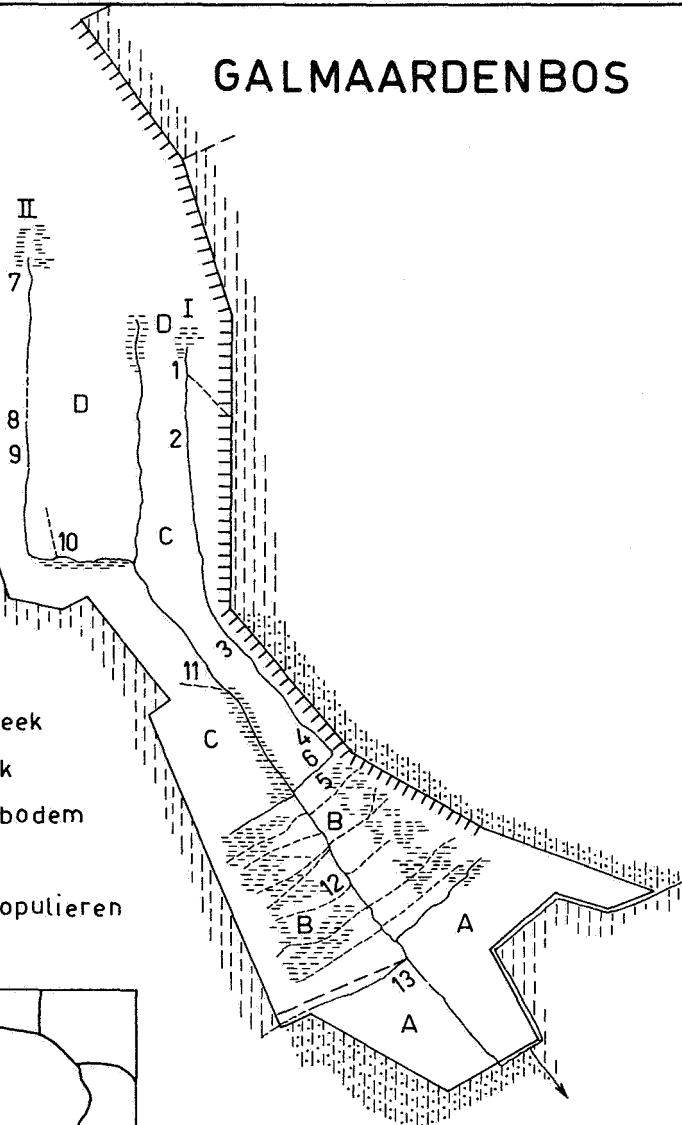 GALMAARDENBOS
II
7
I
D
1
D
8
2
9
C
10
3
11
eek
C
4
6
k
5
bodem
B
12
opulieren
B
A
13
A